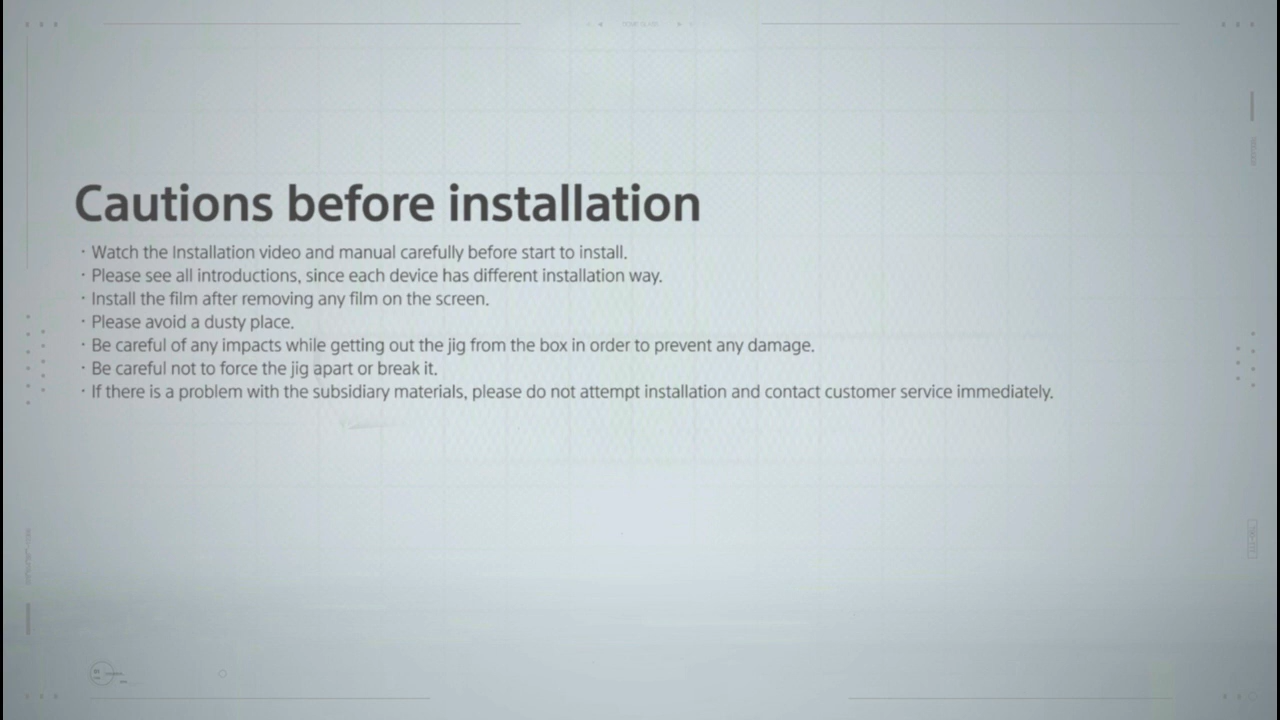 Cautions before installation
· Watch the Installation video and manual carefully before start to install.
· Please see all introductions, since each device has different installation way.
· Install the film after removing any film on the screen.
· Please avoid a dusty place.
· Be careful of any impacts while getting out the jig from the box in order to prevent any damage.
· Be careful not to force the jig apart or break it.
· If there is a problem with the subsidiary materials, please do not attempt installation and contact customer service immediately.